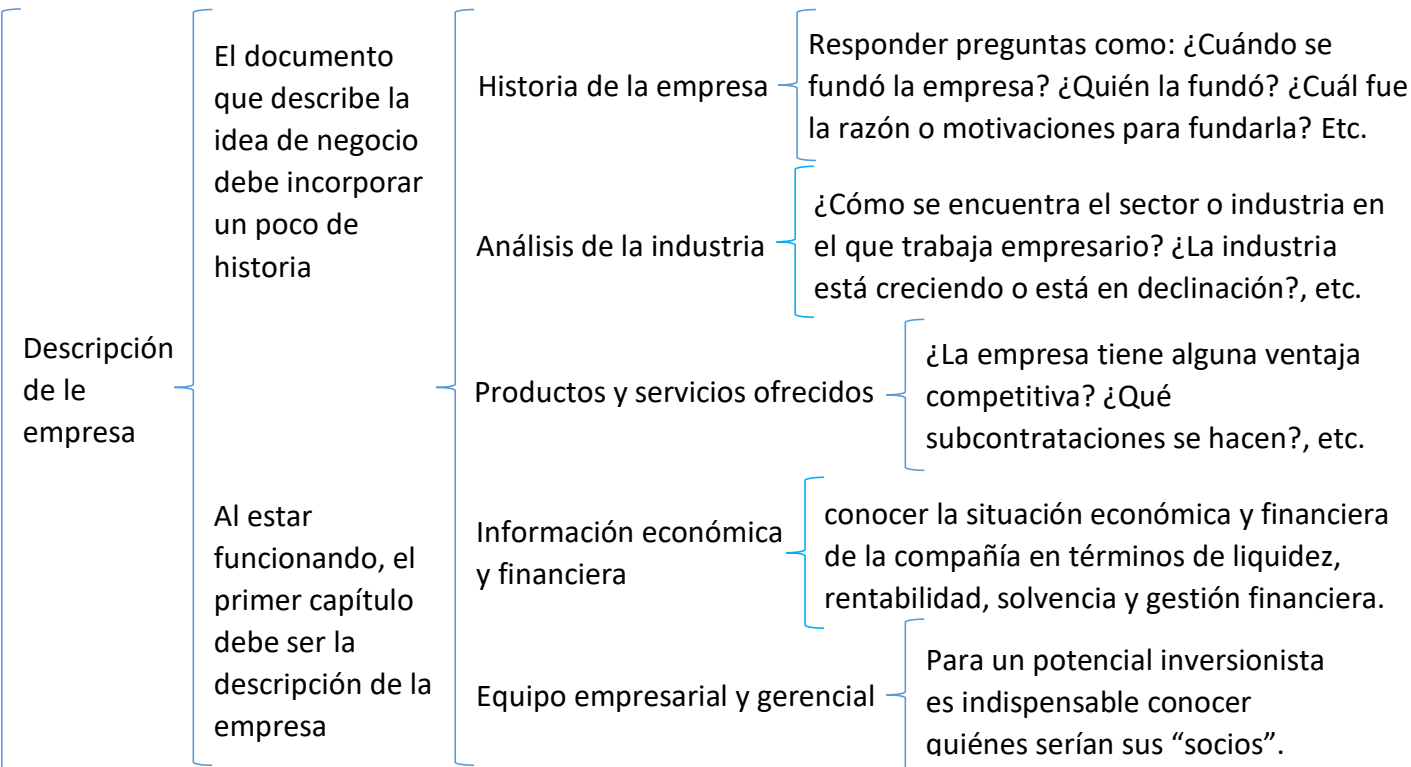 Descripción
de le
empresa
El documento
que describe la
idea de negocio
debe incorporar
un poco de
historia
Al estar
funcionando, el
primer capítulo
debe ser la
descripción de la
empresa
Historia de la empresa
Responder preguntas como: ¿Cuándo se
fundó la empresa? ¿Quién la fundó? ¿Cuál fue
la razón o motivaciones para fundarla? Etc.
Análisis de la industria
¿Cómo se encuentra el sector o industria en
el que trabaja empresario? ¿La industria
está creciendo o está en declinación?, etc.
Productos y servicios ofrecidos
¿La empresa tiene alguna ventaja
competitiva? ¿Qué
subcontrataciones se hacen?, etc.
Información económica
y financiera
conocer la situación económica y financiera
de la compañía en términos de liquidez,
rentabilidad, solvencia y gestión financiera.
Equipo empresarial y gerencial
Para un potencial inversionista
es indispensable conocer
quiénes serían sus “socios”.